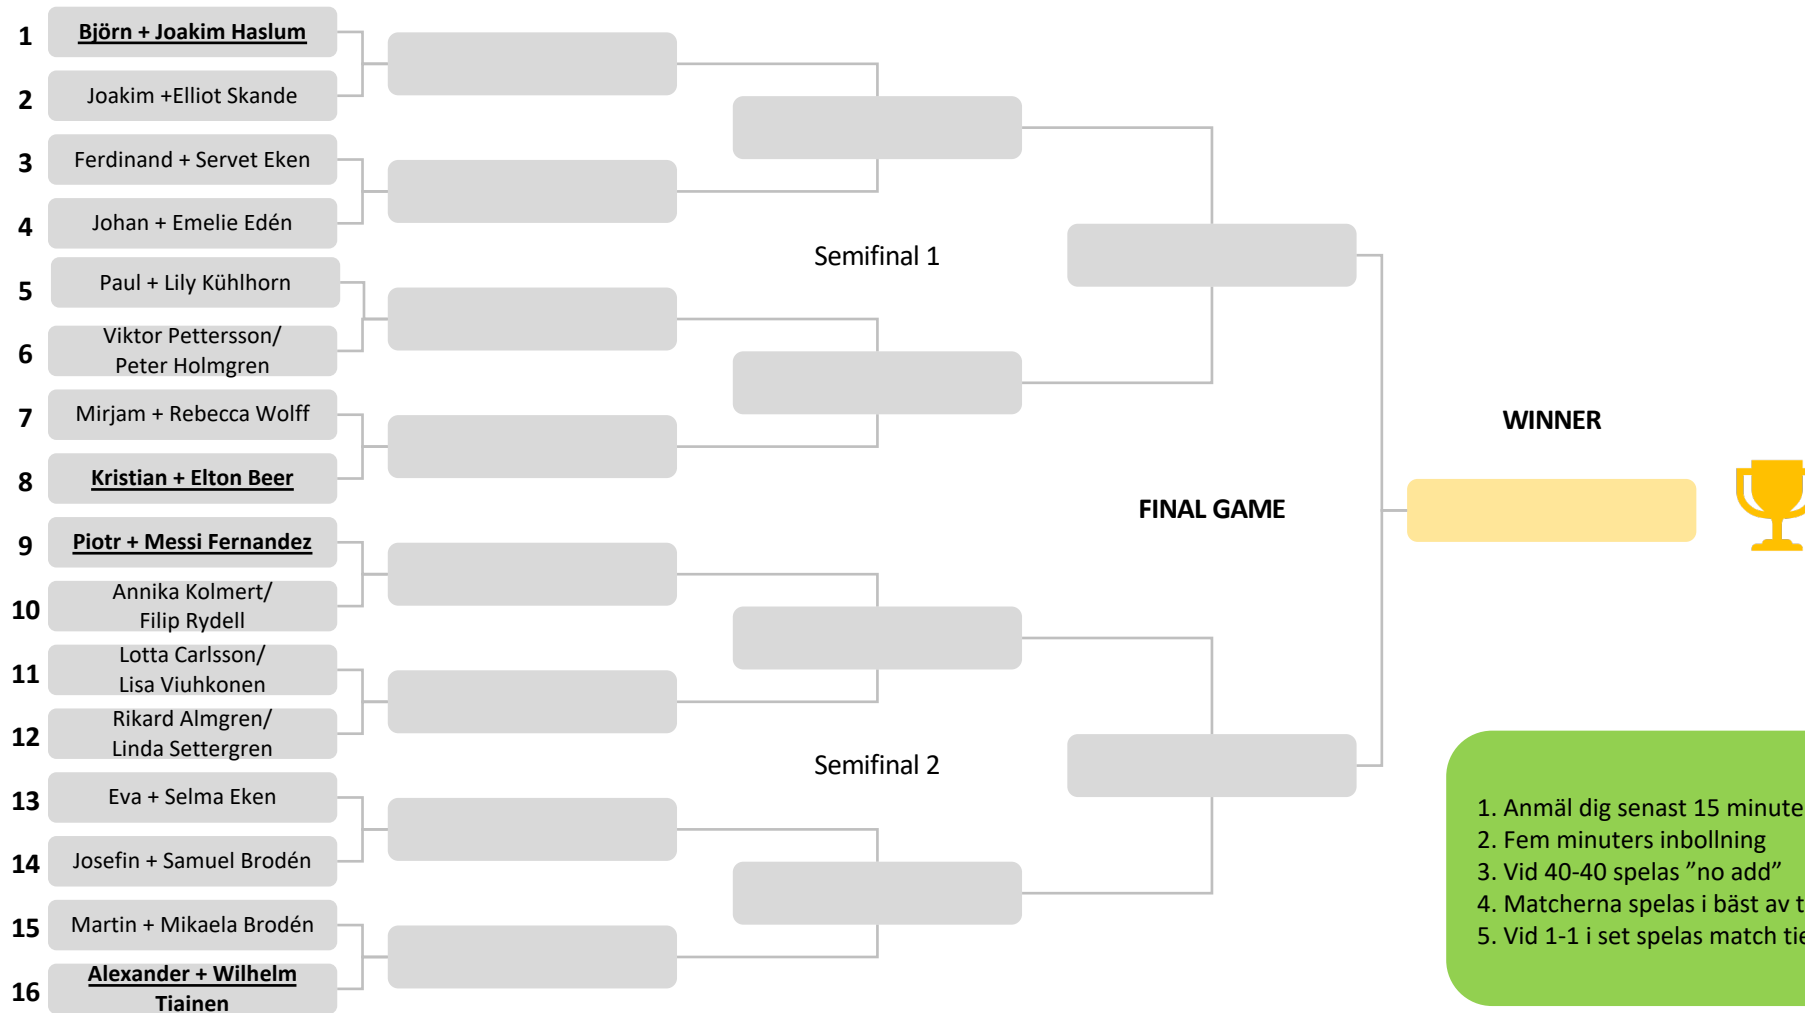 1
Björn + Joakim Haslum
2
Joakim +Elliot Skande
3
Ferdinand + Servet Eken
4
Johan + Emelie Edén
5
Paul + Lily Kühlhorn
6
Viktor Pettersson/
Peter Holmgren
7
Mirjam + Rebecca Wolff
8
Kristian + Elton Beer
9
Piotr + Messi Fernandez
10
Annika Kolmert/
Filip Rydell
11
Lotta Carlsson/
Lisa Viuhkonen
12
Rikard Almgren/
Linda Settergren
13
Eva + Selma Eken
14
Josefin + Samuel Brodén
15
Martin + Mikaela Brodén
16
Alexander + Wilhelm
Tiainen
Semifinal 1
Semifinal 2
FINAL GAME
WINNER
1. Anmäl dig senast 15 minute
2. Fem minuters inbollning
3. Vid 40-40 spelas ”no add”
4. Matcherna spelas i bäst av t
5. Vid 1-1 i set spelas match tie